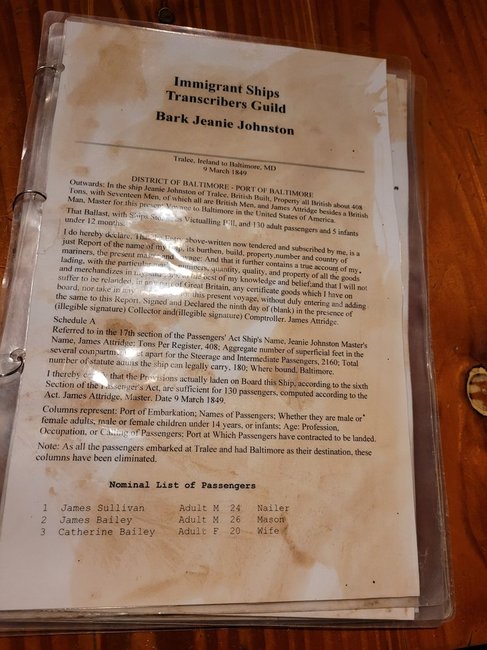 Immigrant Ships
Transcribers Guild
Bark Jeanie Johnston
Tralee, Ireland to Baltimore, MD
9 March 1849
DISTRICT OF BALTIMORE - PORT OF BALTIMORE
Outwards: In the ship Jeanie Johnston of Tralee, British Built, Property all British about 408
Tons, with Seventeen Men, of which all are British Men, and James Attridge besides a British
Man, Master for this present Voyage to Baltimore in the United States of America.
That Ballast, with Ships Victualling Bill, and 130 adult passengers and 5 infants
under 12 months.
I do hereby declare, That the above-written now tendered and subscribed by me, is a
just Report of the name of my ship, its burthen, build, property, number and country of
mariners, the present master and voyage: And that it further contains a true account of my
lading, with the particular numbers, quantity, quality, and property of all the goods
and merchandizes in best of my knowledge and belief; and that I will not
suffer to be relanded, in of Great Britain, any certificate goods which I have on
board, nor take in any this present voyage, without duly entering and adding
the same to this Report. Signed and Declared the ninth day of (blank) in the presence of
(illegible signature) Collector and(illegible signature) Comptroller. James Attridge.
Schedule A
Referred to in the 17th section of the Passengers' Act Ship's Name, Jeanie Johnston Master's
Name, James Attridge; Tons Per Register, 408; Aggregate number of superficial feet in the
several compartments set apart for the Steerage and Intermediate Passengers, 2160; Total
number of statute adults the ship can legally carry, 180; Where bound, Baltimore.
I thereby certify that the Provisions actually laden on Board this Ship, according to the sixth
Section of the Passenger's Act, are sufficient for 130 passengers, computed according to the
Act. James Attridge, Master. Date 9 March 1849.
Columns represent: Port of Embarkation; Names of Passengers; Whether they are male or
female adults, male or female children under 14 years, or infants; Age: Profession,
Occupation, or Calling of Passengers; Port at Which Passengers have contracted to be landed.
Note: As all the passengers embarked at Tralee and had Baltimore as their destination, these
columns have been eliminated.
Nominal List of Passengers
1 James Sullivan Adult M 24 Nailer
2 James Bailey Adult M 26 Mason
3 Catherine Bailey Adult F 20 Wife